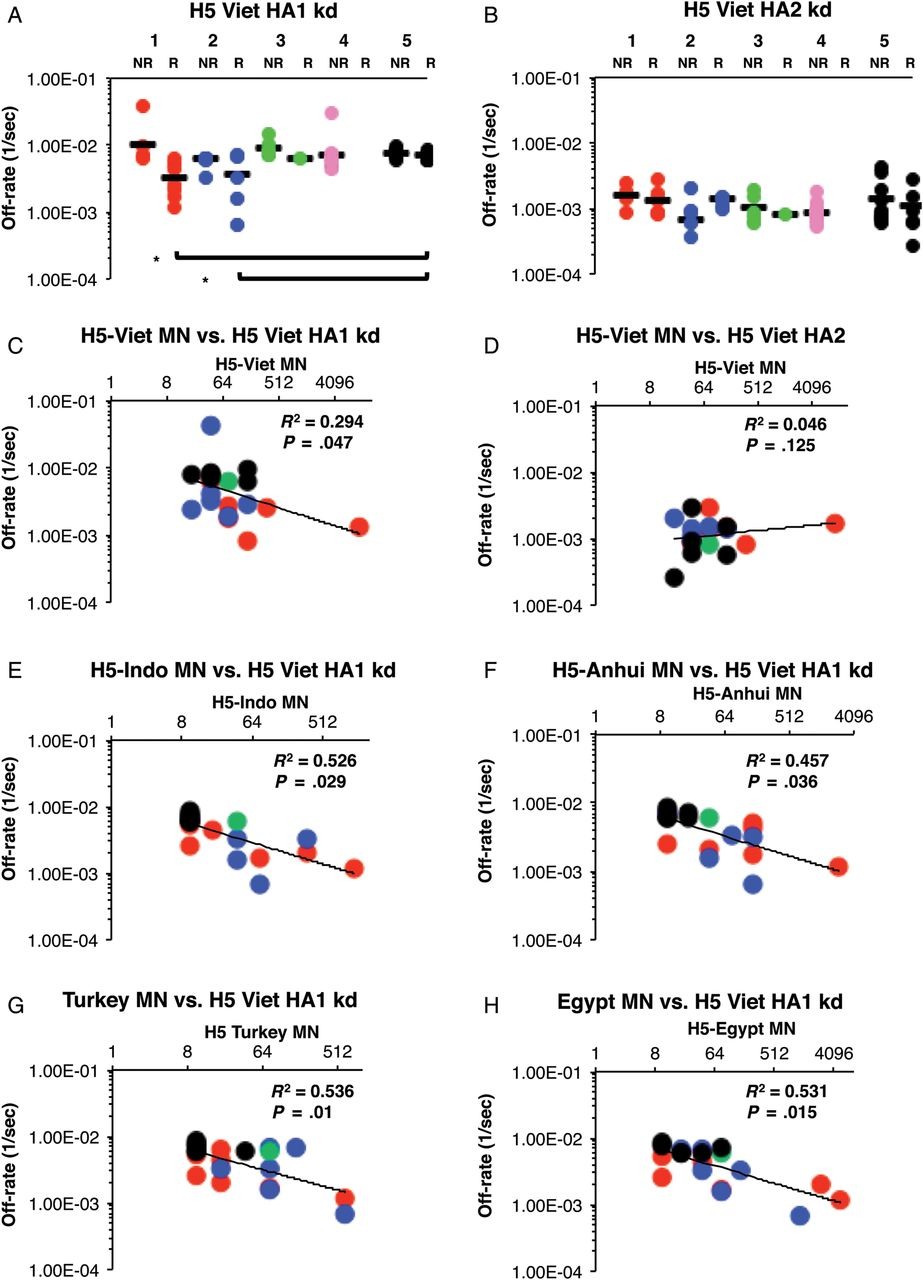 A
H5 Viet HA1 kd
1 2 3 4 5
NR R NR R NR R NR R NR R
Off-rate (1/sec)
1.00E-01
1.00E-02
1.00E-03
1.00E-04
*
*
B
H5 Viet HA2 kd
1 2 3 4 5
NR R NR R NR R NR R NR R
Off-rate (1/sec)
1.00E-01
1.00E-02
1.00E-03
1.00E-04
C
H5-Viet MN vs. H5 Viet HA1 kd
H5-Viet MN
1 8 64 512 4096
Off-rate (1/sec)
1.00E-01
1.00E-02
1.00E-03
1.00E-04
R² = 0.294
P = .047
D
H5-Viet MN vs. H5 Viet HA2
H5-Viet MN
1 8 64 512 4096
Off-rate (1/sec)
1.00E-01
1.00E-02
1.00E-03
1.00E-04
R² = 0.046
P = .125
E
H5-Indo MN vs. H5 Viet HA1 kd
H5-Indo MN
1 8 64 512
Off-rate (1/sec)
1.00E-01
1.00E-02
1.00E-03
1.00E-04
R² = 0.526
P = .029
F
H5-Anhui MN vs. H5 Viet HA1 kd
H5-Anhui MN
1 8 64 512 4096
Off-rate (1/sec)
1.00E-01
1.00E-02
1.00E-03
1.00E-04
R² = 0.457
P = .036
G
Turkey MN vs. H5 Viet HA1 kd
H5 Turkey MN
1 8 64 512
Off-rate (1/sec)
1.00E-01
1.00E-02
1.00E-03
1.00E-04
R² = 0.536
P = .01
H
Egypt MN vs. H5 Viet HA1 kd
H5-Egypt MN
1 8 64 512 4096
Off-rate (1/sec)
1.00E-01
1.00E-02
1.00E-03
1.00E-04
R² = 0.531
P = .015